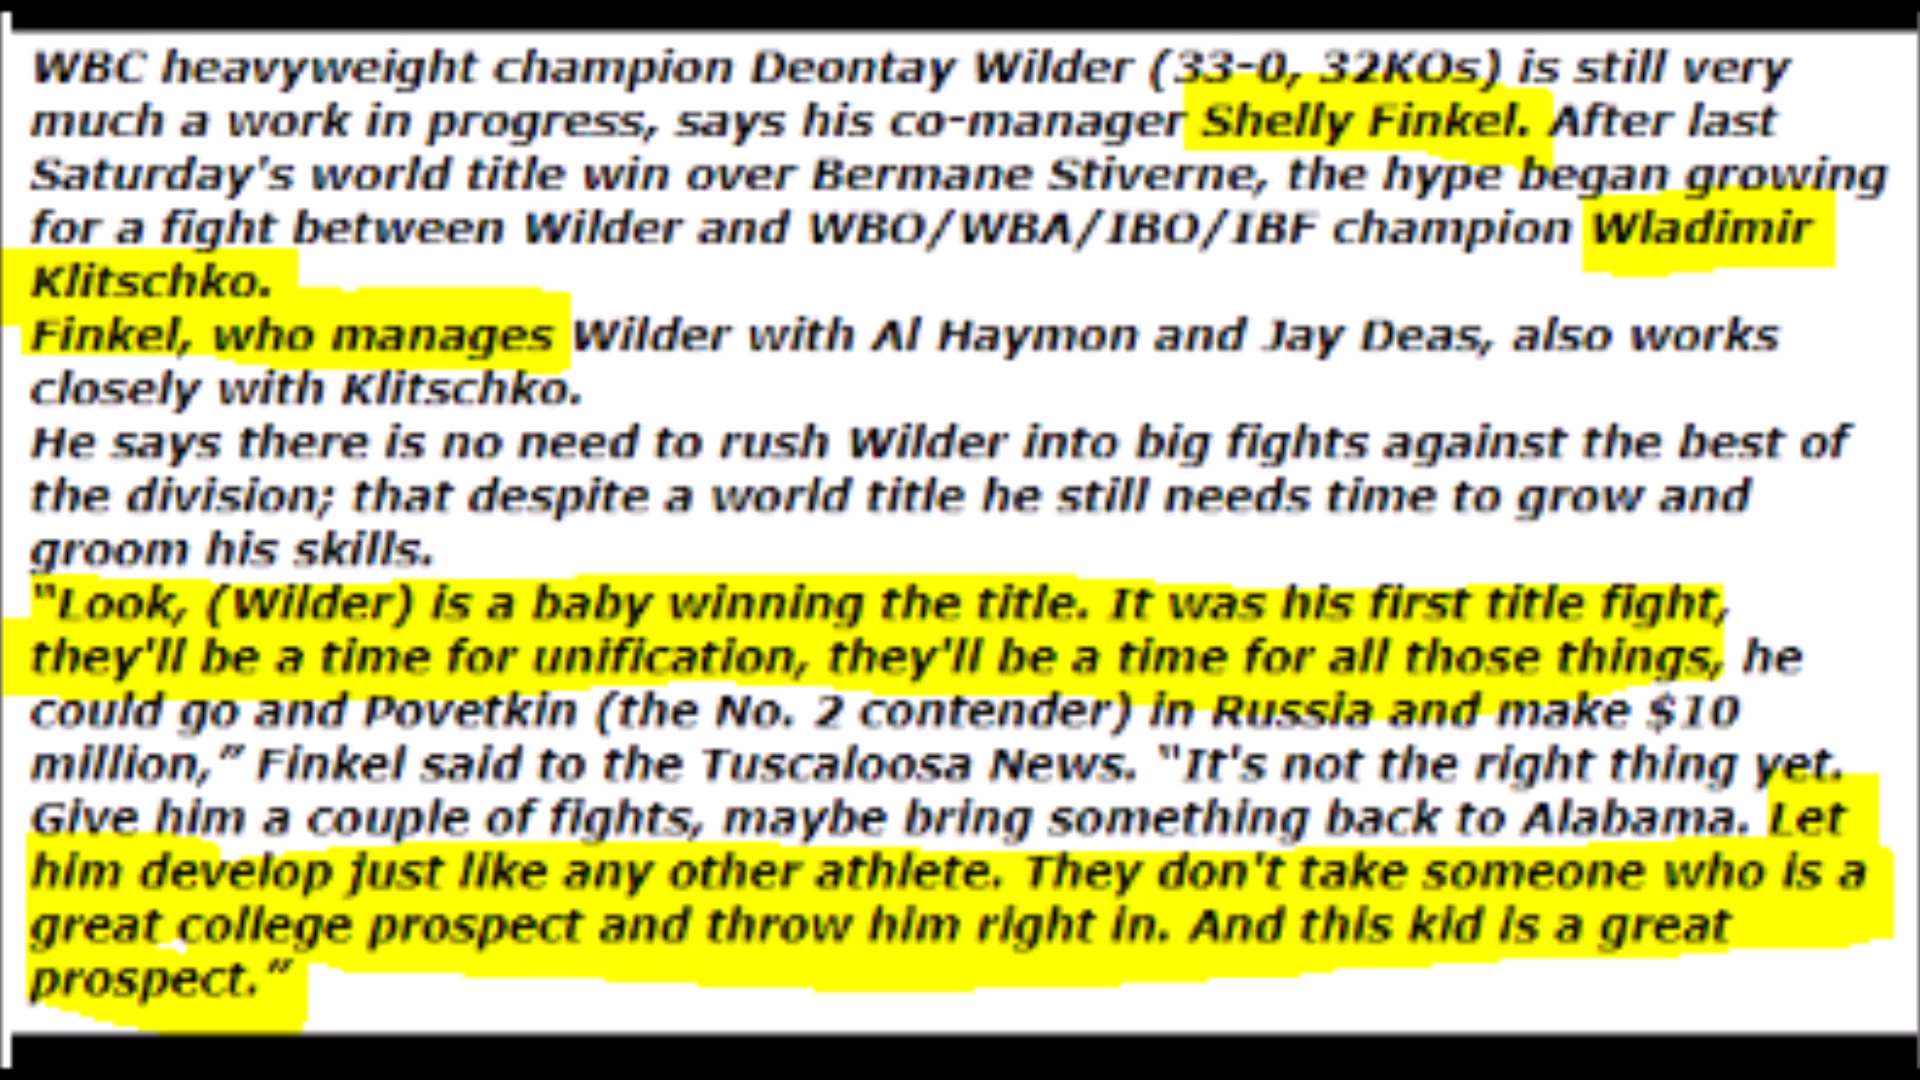 WBC heavyweight champion Deontay Wilder (33-0, 32KOs) is still very
much a work in progress, says his co-manager Shelly Finkel. After last
Saturday's world title win over Bermane Stiverne, the hype began growing
for a fight between Wilder and WBO/WBA/IBO/IBF champion Wladimir
Klitschko.
Finkel, who manages Wilder with Al Haymon and Jay Deas, also works
closely with Klitschko.
He says there is no need to rush Wilder into big fights against the best of
the division; that despite a world title he still needs time to grow and
groom his skills.
“Look, (Wilder) is a baby winning the title. It was his first title fight,
they'll be a time for unification, they'll be a time for all those things, he
could go and Povetkin (the No. 2 contender) in Russia and make $10
million,” Finkel said to the Tuscaloosa News. “It's not the right thing yet.
Give him a couple of fights, maybe bring something back to Alabama. Let
him develop just like any other athlete. They don't take someone who is a
great college prospect and throw him right in. And this kid is a great
prospect.”